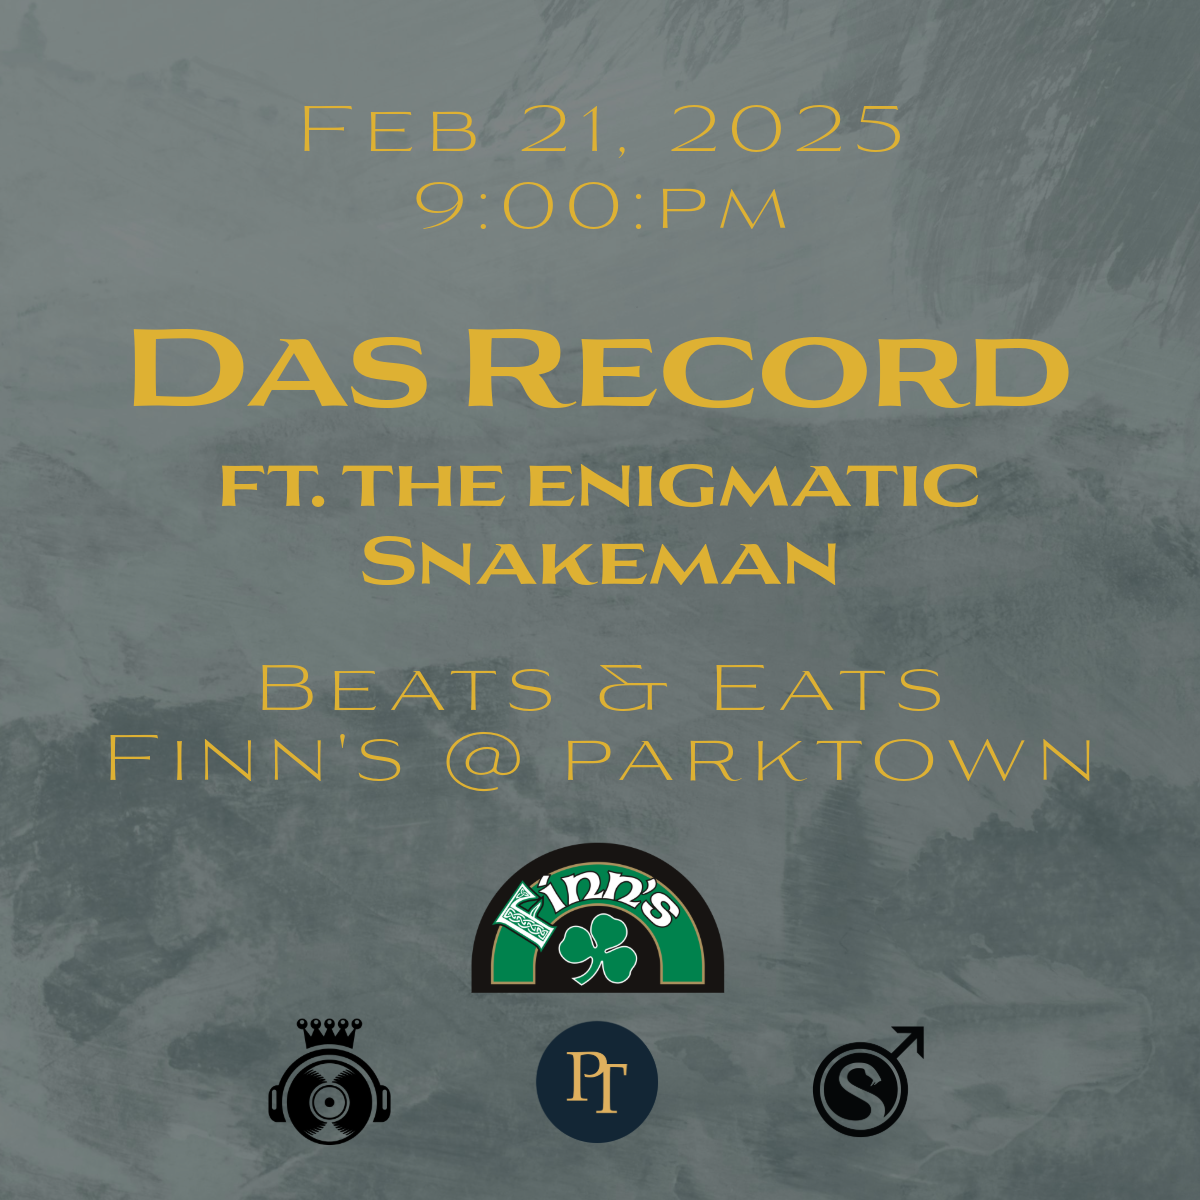 Feb 21, 2025
9:00:pm
Das Record
ft. the enigmatic
Snakeman
Beats & Eats
Finn's @ parktown
Finn's
PT
S